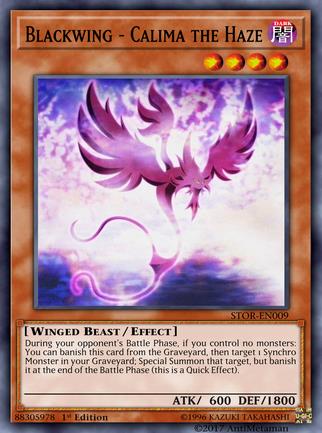 BLACKWING - CALIMA THE HAZE
DARK
闇
STOR-EN009
[WINGED BEAST / EFFECT]
During your opponent's Battle Phase, if you control no monsters:
You can banish this card from the Graveyard, then target 1 Synchro
Monster in your Graveyard; Special Summon that target, but banish
it at the end of the Battle Phase (this is a Quick Effect).
ATK/ 600 DEF/1800
88305978 1st Edition ©1996 KAZUKI TAKAHASHI
©2017 AntiMetaman